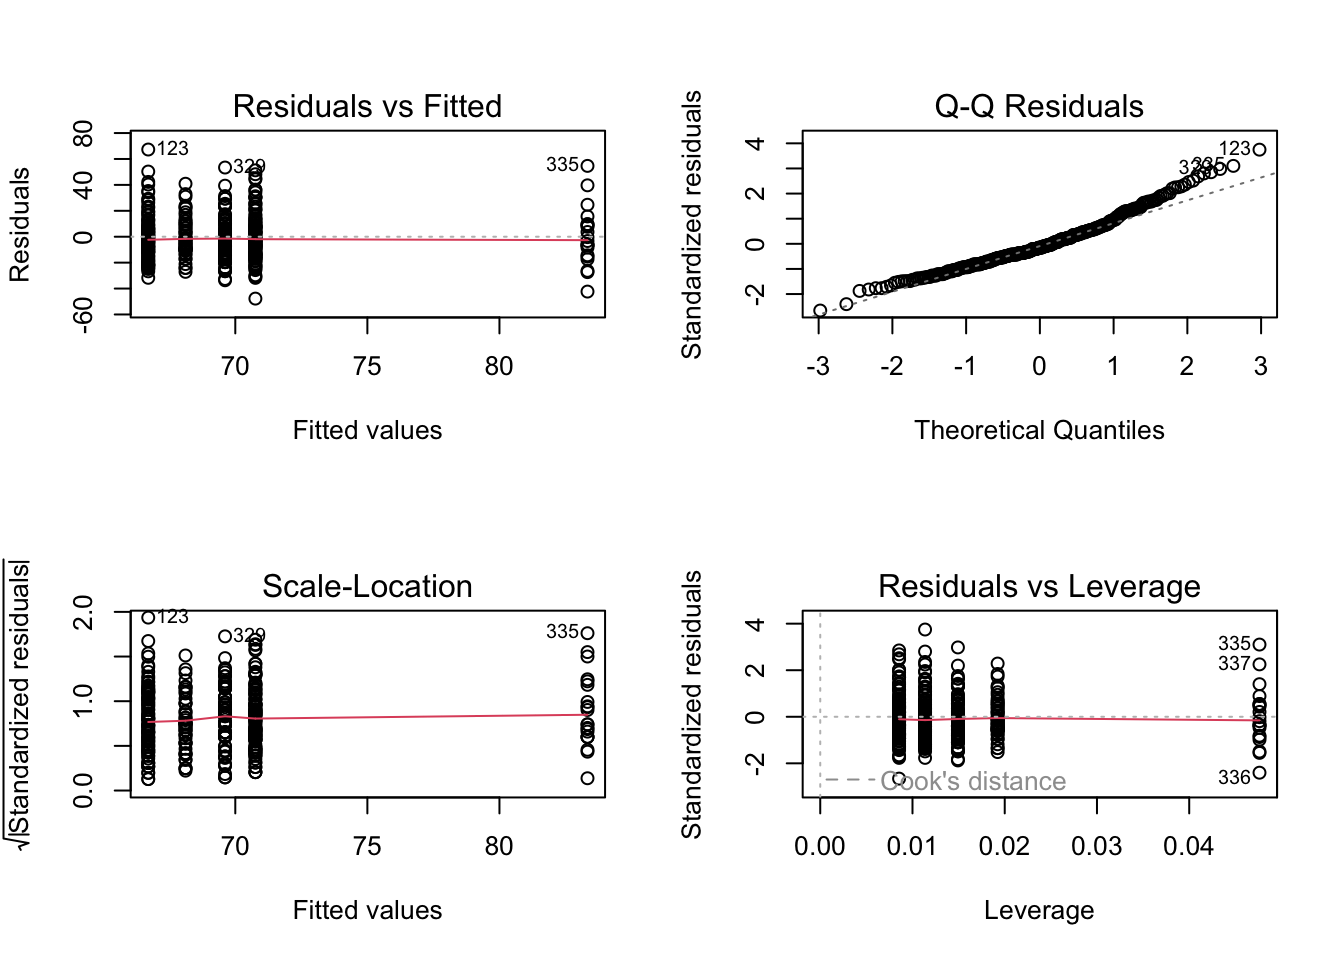 Residuals vs Fitted
Residuals
80
40
0
-60
123
329
335
70 75 80
Fitted values
Q-Q Residuals
Standardized residuals
4
2
0
-2
123
335
-3 -2 -1 0 1 2 3
Theoretical Quantiles
Scale-Location
√|Standardized residuals|
2.0
1.0
0.0
123
329
335
70 75 80
Fitted values
Residuals vs Leverage
Standardized residuals
4
2
0
-2
335
337
336
Cook's distance
0.00 0.01 0.02 0.03 0.04
Leverage